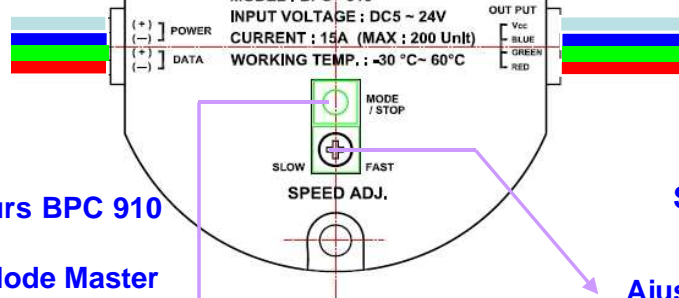 INPUT VOLTAGE : DC5 ~ 24V
CURRENT : 15A (MAX : 200 Unit)
WORKING TEMP. : -30 °C~ 60°C
(+)
(—)
POWER
(+)
(—)
DATA
OUT PUT
Vcc
BLUE
GREEN
RED
MODE
/ STOP
SLOW
FAST
SPEED ADJ.
BPC 910
Master